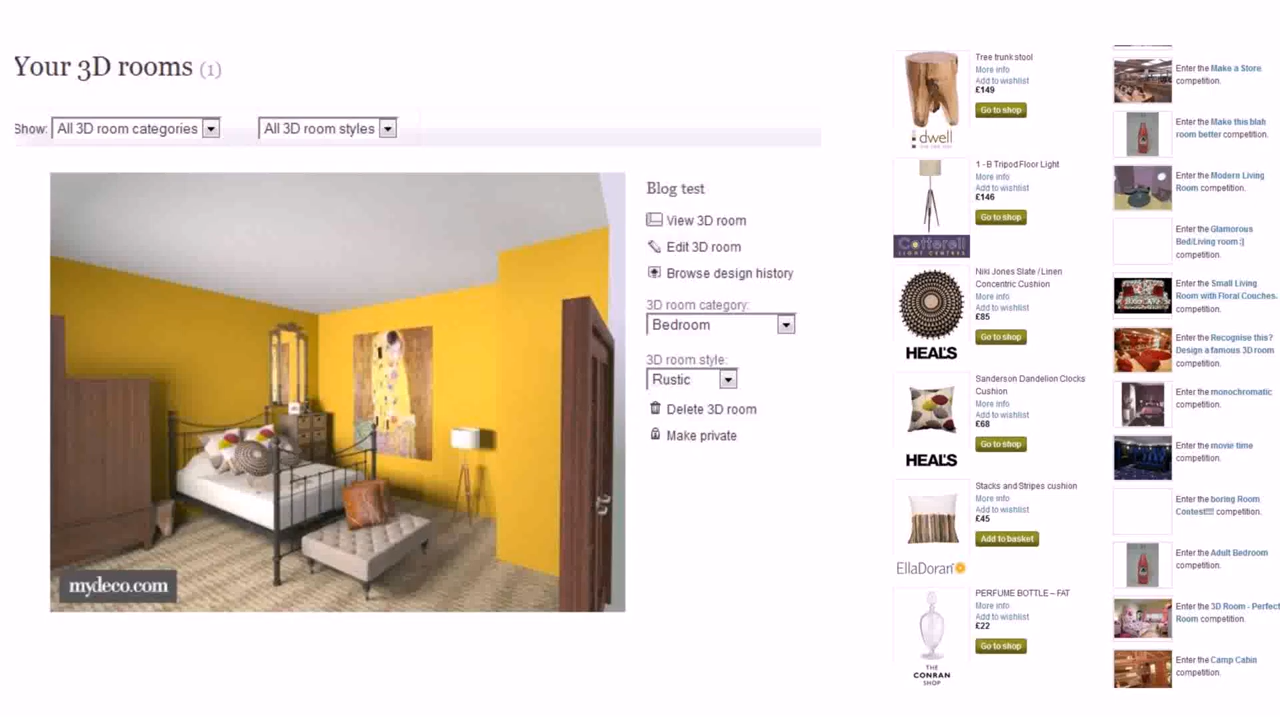 Your 3D rooms (1)
Show: All 3D room categories All 3D room styles
mydeco.com
Blog test
View 3D room
Edit 3D room
Browse design history
3D room category:
Bedroom
3D room style:
Rustic
Delete 3D room
Make private
Tree trunk stool
More info
Add to wishlist
£149
Go to shop
dwell
1 - B Tripod Floor Light
More info
Add to wishlist
£146
Go to shop
Cotterell
LIGHT CENTRES
Niki Jones Slate / Linen
Concentric Cushion
More info
Add to wishlist
£85
Go to shop
HEAL'S
Sanderson Dandelion Clocks
Cushion
More info
Add to wishlist
£68
Go to shop
HEAL'S
Stacks and Stripes cushion
More info
Add to wishlist
£45
Add to basket
EllaDoran
PERFUME BOTTLE – FAT
More info
Add to wishlist
£22
Go to shop
THE
CONRAN
SHOP
Enter the Make a Store
competition.
Enter the Make this blah
room better competition.
Enter the Modern Living
Room competition.
Enter the Glamorous
Bed/Living room :]
competition.
Enter the Small Living
Room with Floral Couches.
competition.
Enter the Recognise this?
Design a famous 3D room
competition.
Enter the monochromatic
competition.
Enter the movie time
competition.
Enter the boring Room
Contest!!!! competition.
Enter the Adult Bedroom
competition.
Enter the 3D Room - Perfect
Room competition.
Enter the Camp Cabin
competition.